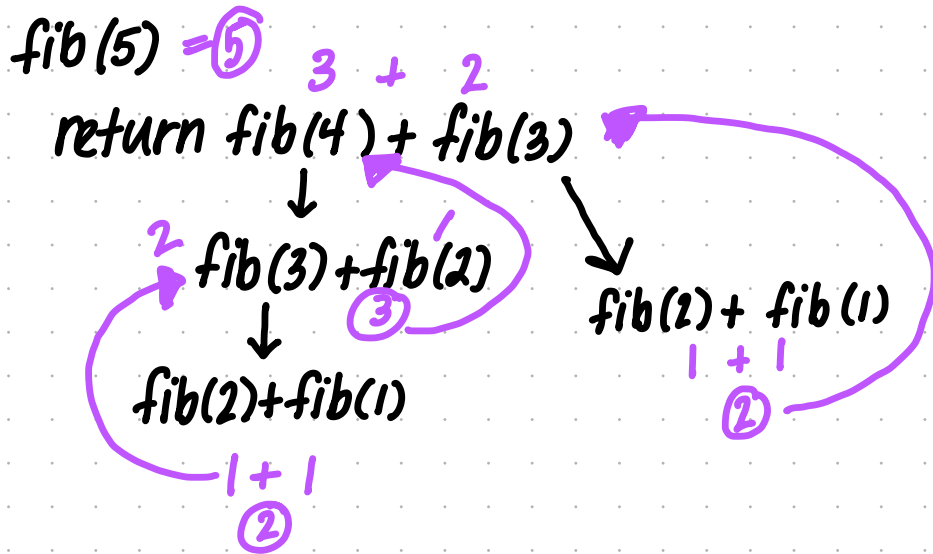 fib(5) = 5
3 + 2
return fib(4) + fib(3)
2 1
fib(3) + fib(2)
3
fib(2) + fib(1)
1 + 1
2
fib(2) + fib(1)
1 + 1
2